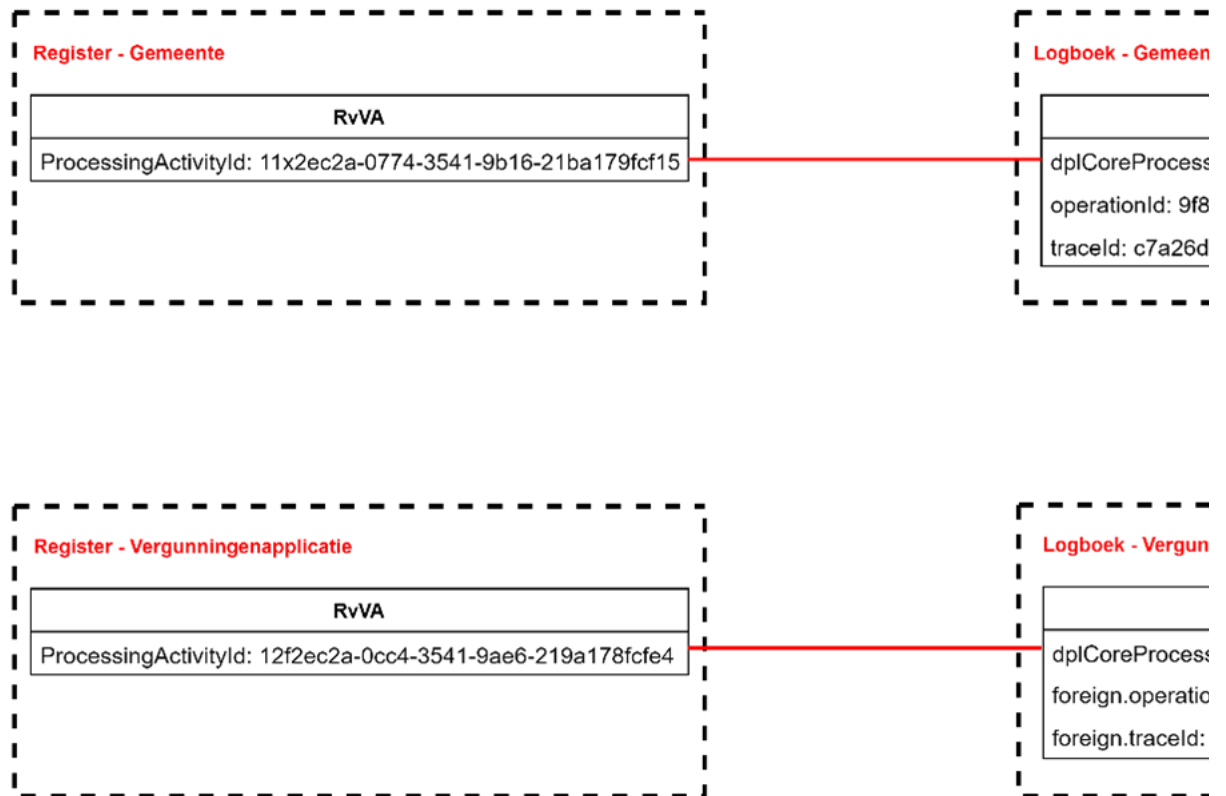 Register - Gemeente
RvVA
ProcessingActivityId: 11x2ec2a-0774-3541-9b16-21ba179fcf15
Logboek - Gemeen
dplCoreProcess
operationId: 9f8
traceId: c7a26d
Register - Vergunningenapplicatie
RvVA
ProcessingActivityId: 12f2ec2a-0cc4-3541-9ae6-219a178fcfe4
Logboek - Vergun
dplCoreProcess
foreign.operatio
foreign.traceId: